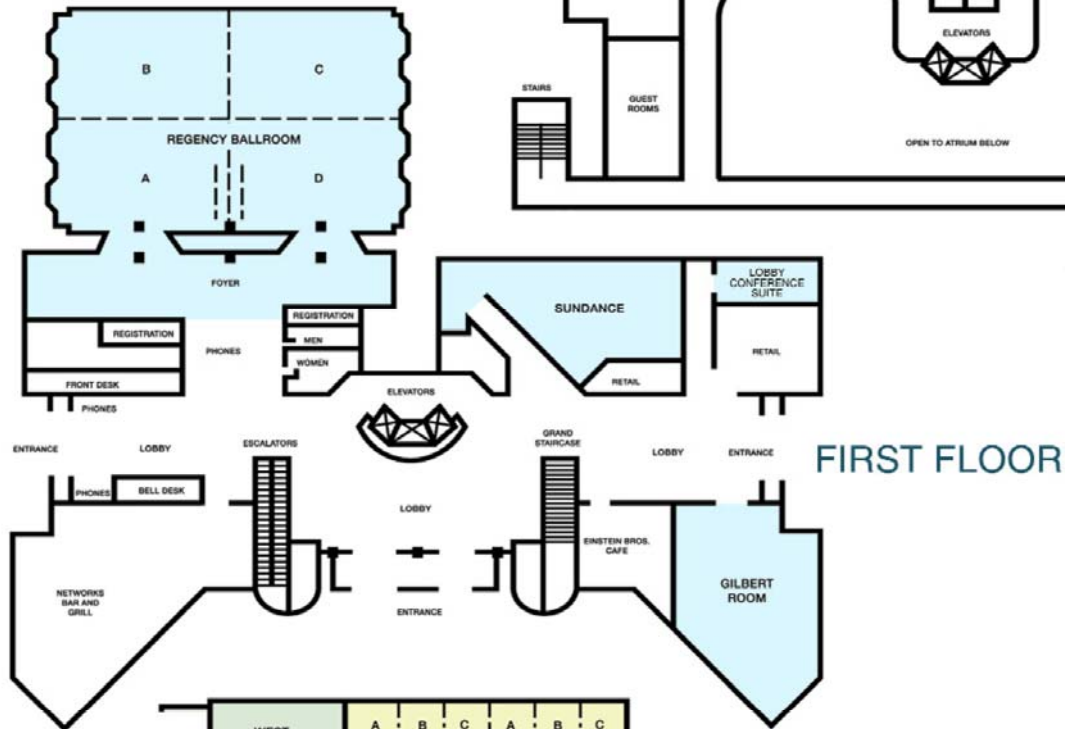 ELEVATORS
STAIRS
GUEST
ROOMS
OPEN TO ATRIUM BELOW
B
C
REGENCY BALLROOM
A
D
FOYER
REGISTRATION
REGISTRATION
MEN
WOMEN
PHONES
FRONT DESK
PHONES
ELEVATORS
SUNDANCE
LOBBY
CONFERENCE
SUITE
RETAIL
RETAIL
ENTRANCE
LOBBY
ESCALATORS
GRAND
STAIRCASE
LOBBY
ENTRANCE
FIRST FLOOR
PHONES
BELL DESK
LOBBY
EINSTEIN BROS.
CAFE
NETWORKS
BAR AND
GRILL
ENTRANCE
GILBERT
ROOM
WEST
A
B
C
A
B
C